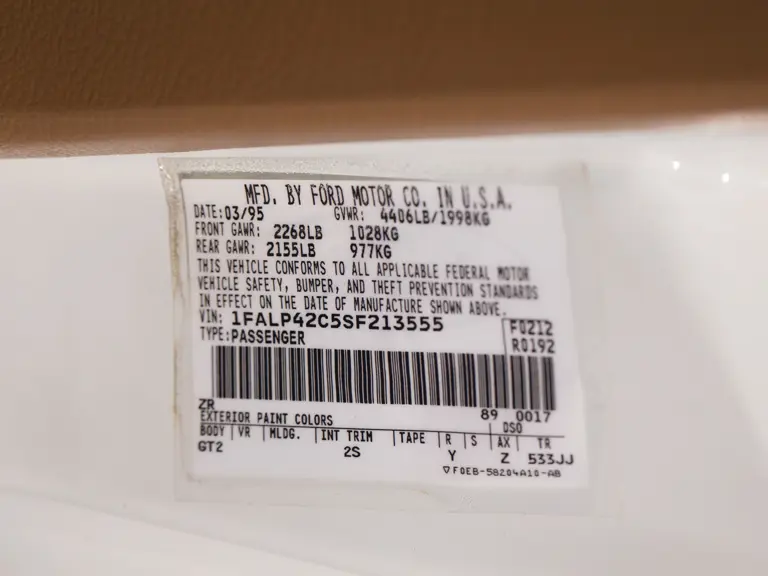 MFD. BY FORD MOTOR CO. IN U.S.A.
DATE:03/95 GVWR: 4406LB/1998KG
FRONT GAWR: 2268LB 1028KG
REAR GAWR: 2155LB 977KG
THIS VEHICLE CONFORMS TO ALL APPLICABLE FEDERAL MOTOR
VEHICLE SAFETY, BUMPER, AND THEFT PREVENTION STANDARDS
IN EFFECT ON THE DATE OF MANUFACTURE SHOWN ABOVE.
VIN: 1FALP42C5SF213555 F0212
TYPE:PASSENGER R0192
ZR 89 0017
EXTERIOR PAINT COLORS DSO
BODY VR MLDG. INT TRIM TAPE R S AX TR
GT2 2S Y Z 533JJ
▽F0EB-58204A10-AB